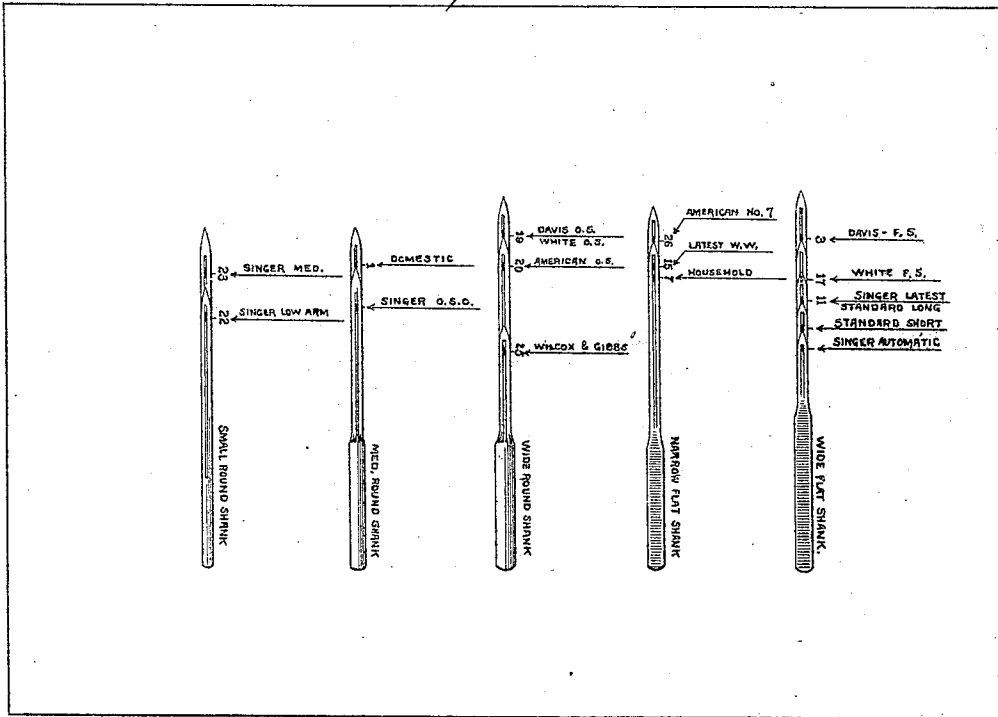 23
SINGER MED.
22
SINGER LOW ARM
SMALL ROUND SHANK
DOMESTIC
SINGER O.S.O.
MED. ROUND SHANK
19
DAVIS O.S.
WHITE O.S.
20
AMERICAN O.S.
WILCOX & GIBBS
WIDE ROUND SHANK
AMERICAN NO. 7
26
LATEST W.W.
15
7
HOUSEHOLD
NARROW FLAT SHANK
3
DAVIS - F.S.
17
WHITE F.S.
11
SINGER LATEST
STANDARD LONG
STANDARD SHORT
SINGER AUTOMATIC
WIDE FLAT SHANK.